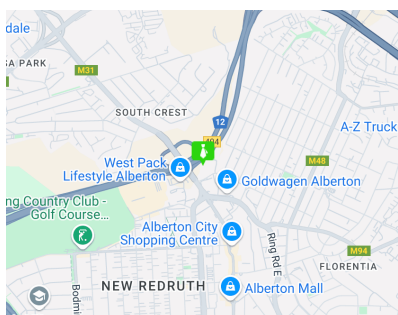 dale
SA PARK
M31
SOUTH CREST
12
494
A-Z Truck
West Pack
Lifestyle Alberton
M48
Goldwagen Alberton
ng Country Club -
Golf Course...
Alberton City
Shopping Centre
Ring Rd E
M94
FLORENTIA
NEW REDRUTH
Alberton Mall
Bodmi